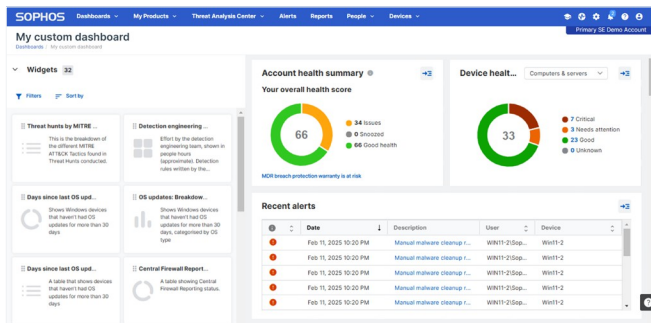 SOPHOS Dashboards My Products Threat Analysis Center Alerts Reports People Devices
Primary SE Demo Account
My custom dashboard
Dashboards / My custom dashboard
Widgets 32
Filters Sort by
Threat hunts by MITRE ...
This is the breakdown of
the different MITRE
ATT&CK Tactics found in
Threat Hunts conducted.
Detection engineering ...
Effort by the detection
engineering team, shown in
people hours
(approximate). Detection
rules written by the...
Days since last OS upd...
Shows Windows devices
that haven't had OS
updates for more than 30
days
OS updates: Breakdow...
Shows Windows devices
that haven't had OS
updates for more than 30
days, categorised by OS
type
Days since last OS upd...
A table that shows devices
that haven't had OS
updates for more than 30
days
Central Firewall Report...
A table showing Central
Firewall Reporting status.
Account health summary
Your overall health score
66
34 Issues
0 Snoozed
66 Good health
MDR breach protection warranty is at risk
Device healt... Computers & servers
33
7 Critical
3 Needs attention
23 Good
0 Unknown
Recent alerts
Date Description User Device
Feb 11, 2025 10:20 PM Manual malware cleanup r... WIN11-2\Sop... Win11-2
Feb 11, 2025 10:20 PM Manual malware cleanup r... WIN11-2\Sop... Win11-2
Feb 11, 2025 10:20 PM Manual malware cleanup r... WIN11-2\Sop... Win11-2
Feb 11, 2025 10:20 PM Manual malware cleanup r... WIN11-2\Sop... Win11-2
Feb 11, 2025 10:20 PM Manual malware cleanup r... WIN11-2\Sop... Win11-2